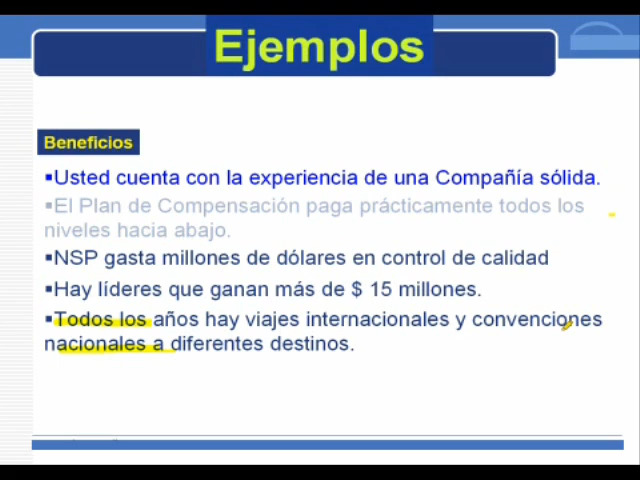 Ejemplos
Beneficios
▪Usted cuenta con la experiencia de una Compañía sólida.
▪El Plan de Compensación paga prácticamente todos los
niveles hacia abajo.
▪NSP gasta millones de dólares en control de calidad
▪Hay líderes que ganan más de $ 15 millones.
▪Todos los años hay viajes internacionales y convenciones
nacionales a diferentes destinos.